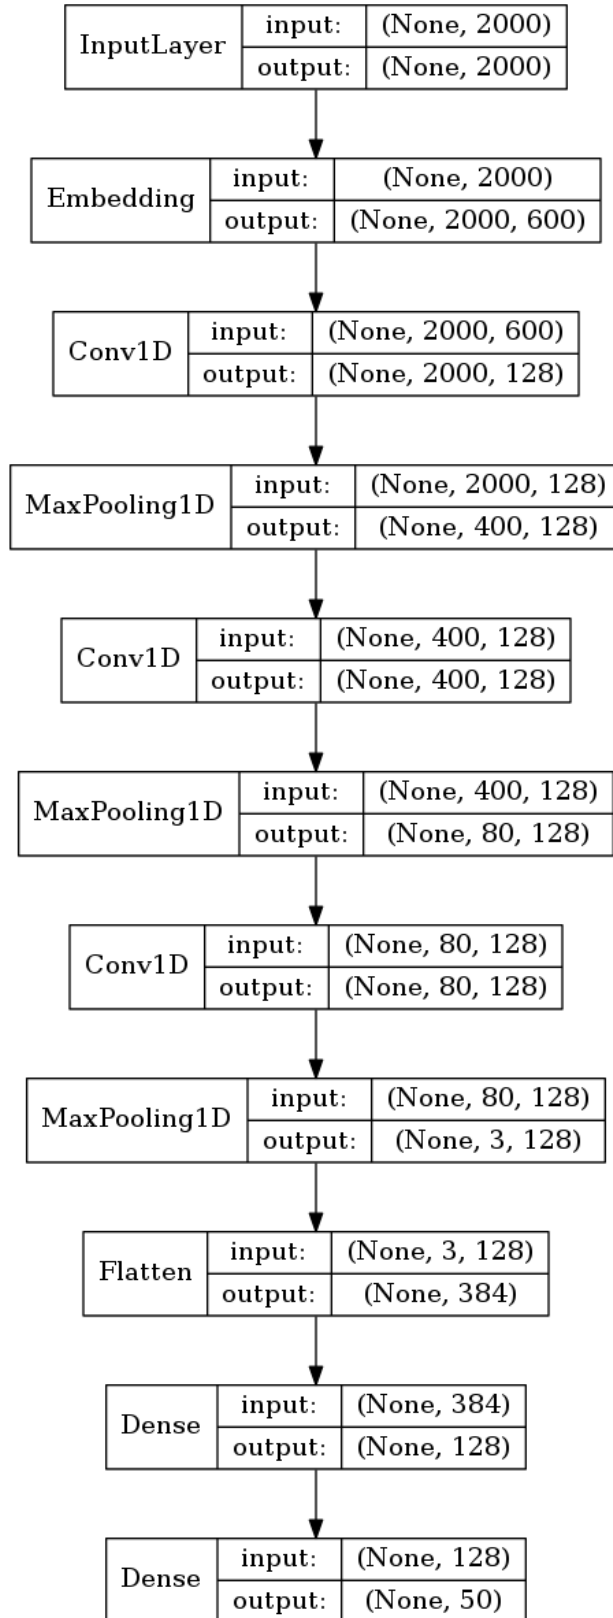 InputLayer
input: (None, 2000)
output: (None, 2000)
Embedding
input: (None, 2000)
output: (None, 2000, 600)
Conv1D
input: (None, 2000, 600)
output: (None, 2000, 128)
MaxPooling1D
input: (None, 2000, 128)
output: (None, 400, 128)
Conv1D
input: (None, 400, 128)
output: (None, 400, 128)
MaxPooling1D
input: (None, 400, 128)
output: (None, 80, 128)
Conv1D
input: (None, 80, 128)
output: (None, 80, 128)
MaxPooling1D
input: (None, 80, 128)
output: (None, 3, 128)
Flatten
input: (None, 3, 128)
output: (None, 384)
Dense
input: (None, 384)
output: (None, 128)
Dense
input: (None, 128)
output: (None, 50)